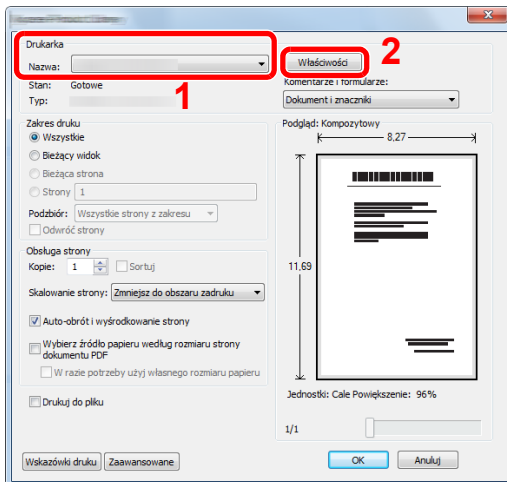 Drukarka
Nazwa:
Właściwości
2
Stan: Gotowe
1
Komentarze i formularze:
Typ:
Dokument i znaczniki
Zakres druku
Wszystkie
Bieżący widok
Bieżąca strona
Strony 1
Podzbiór: Wszystkie strony z zakresu
Odwróć strony
Obsługa strony
Kopie: 1 Sortuj
Skalowanie strony: Zmniejsz do obszaru zadruku
Auto-obrót i wyśrodkowanie strony
Wybierz źródło papieru według rozmiaru strony
dokumentu PDF
W razie potrzeby użyj własnego rozmiaru papieru
Drukuj do pliku
Podgląd: Kompozytowy
8,27
11,69
Jednostki: Cale Powiększenie: 96%
1/1
Wskazówki druku Zaawansowane
OK Anuluj